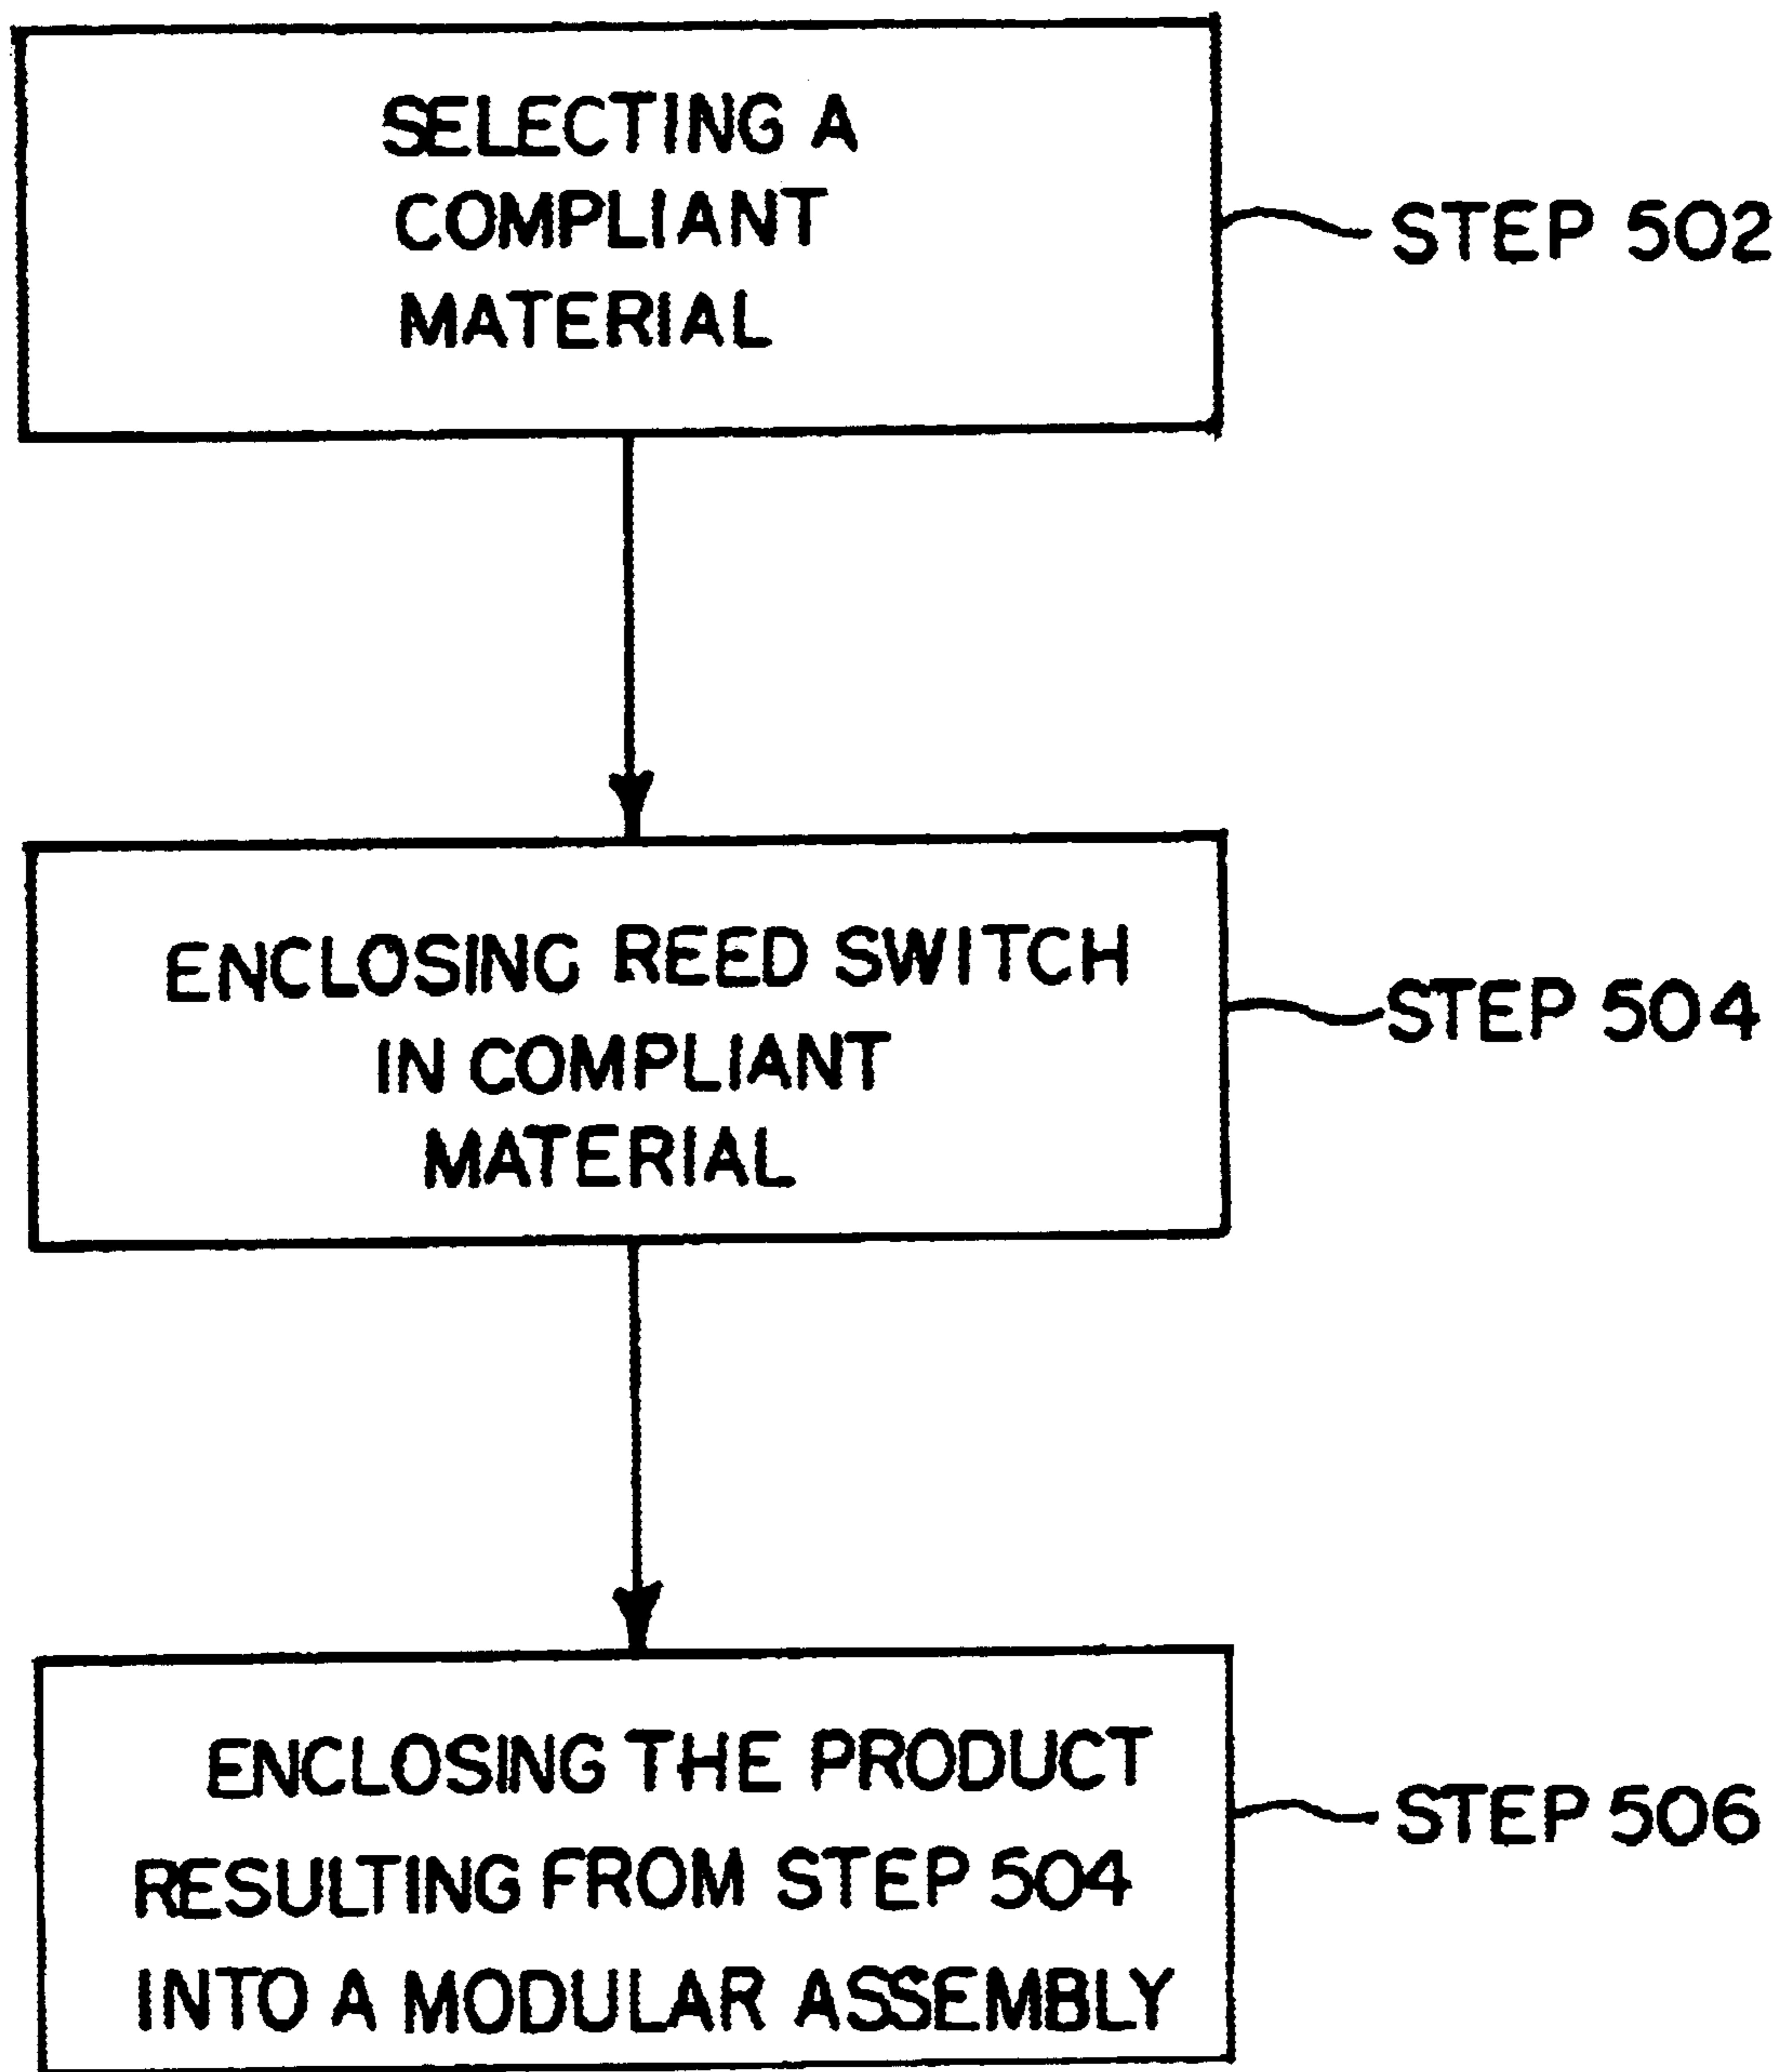 SELECTING A
COMPLIANT
MATERIAL
STEP 502
ENCLOSING REED SWITCH
IN COMPLIANT
MATERIAL
STEP 504
ENCLOSING THE PRODUCT
RESULTING FROM STEP 504
INTO A MODULAR ASSEMBLY
STEP 506